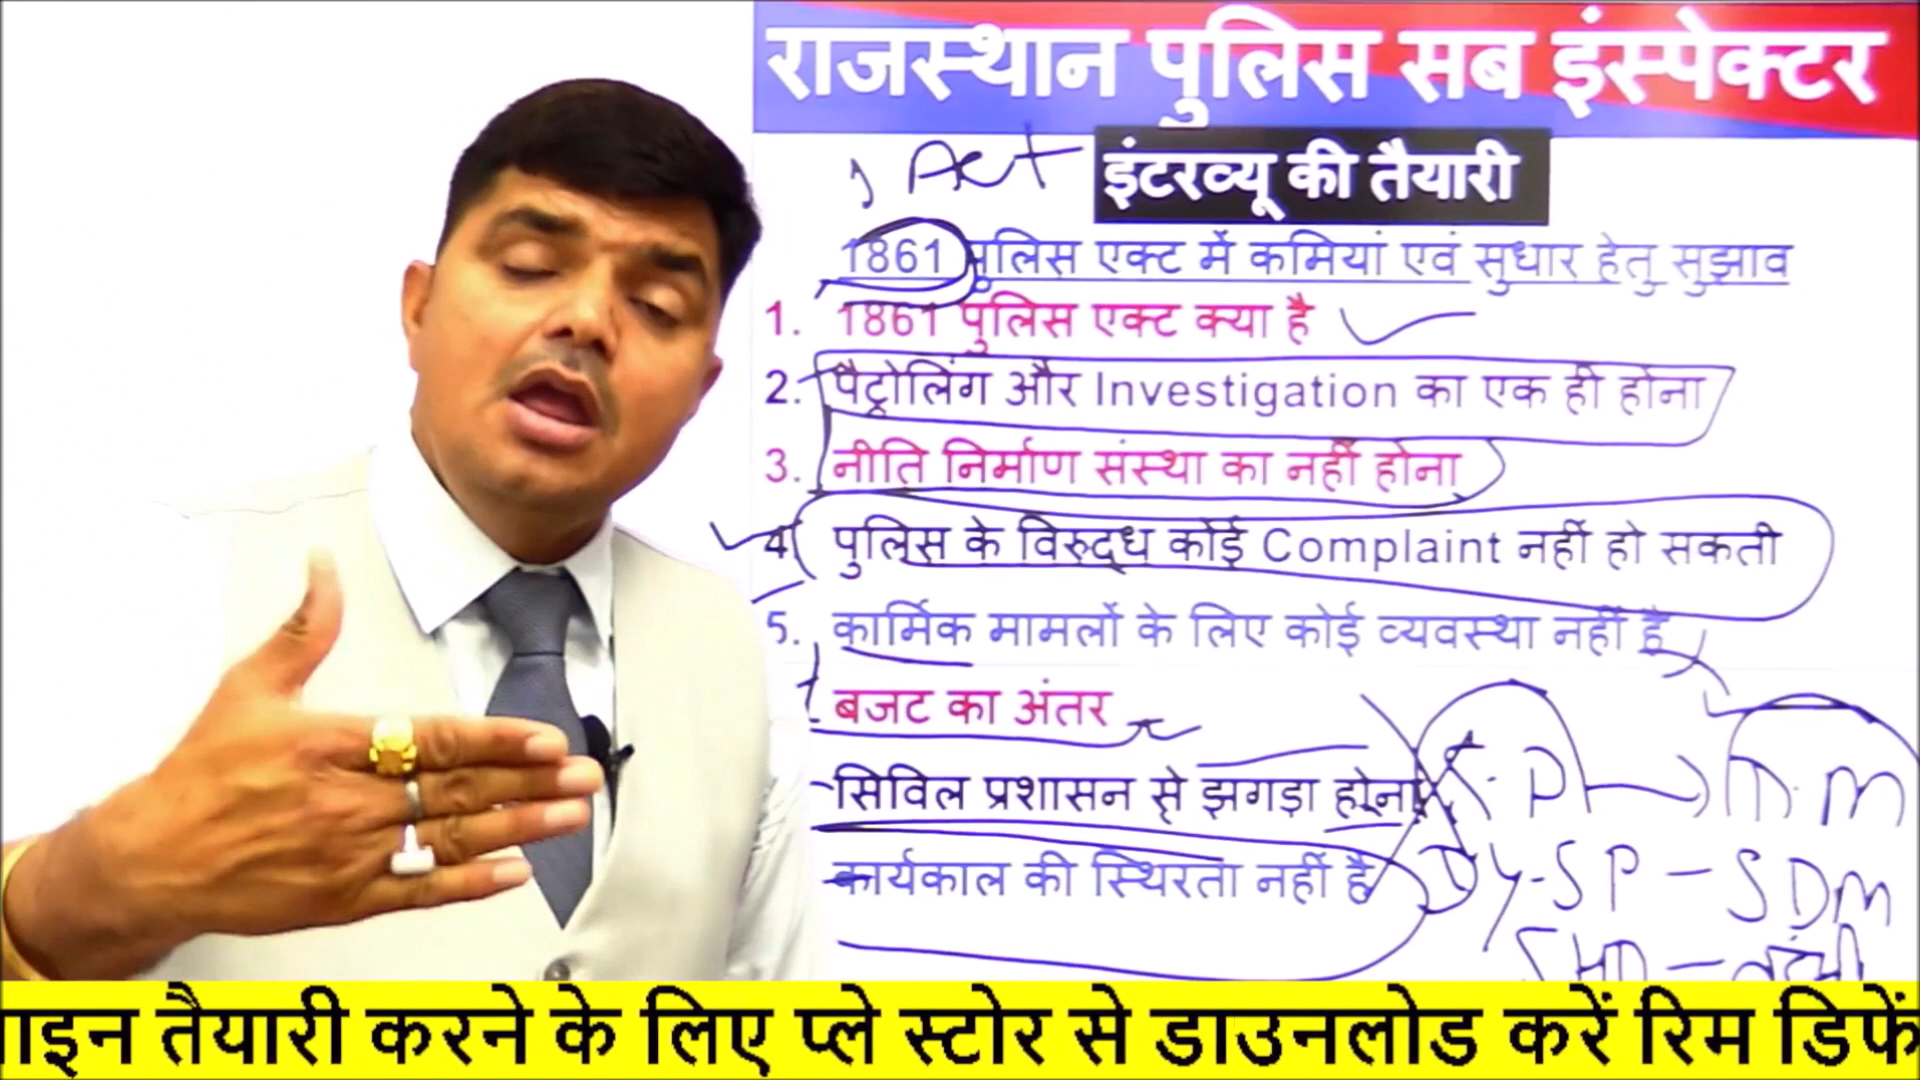 राजस्थान पुलिस सब इंस्पेक्टर
Act इंटरव्यू की तैयारी
1861 पुलिस एक्ट में कमियां एवं सुधार हेतु सुझाव
1. 1861 पुलिस एक्ट क्या है
2. पैट्रोलिंग और Investigation का एक ही होना
3. नीति निर्माण संस्था का नहीं होना
4 पुलिस के विरुद्ध कोई Complaint नहीं हो सकती
5. कार्मिक मामलों के लिए कोई व्यवस्था नहीं है
बजट का अंतर
सिविल प्रशासन से झगड़ा होना S.P → D.M
कार्यकाल की स्थिरता नहीं है Dy.SP - SDM
ाइन तैयारी करने के लिए प्ले स्टोर से डाउनलोड करें रिम डिफें